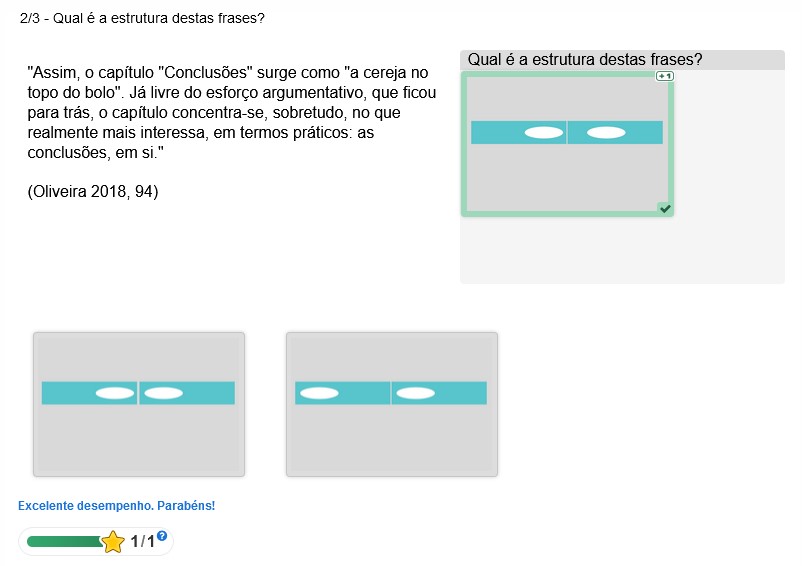 2/3 - Qual é a estrutura destas frases?
"Assim, o capítulo "Conclusões" surge como "a cereja no
topo do bolo". Já livre do esforço argumentativo, que ficou
para trás, o capítulo concentra-se, sobretudo, no que
realmente mais interessa, em termos práticos: as
conclusões, em si."
(Oliveira 2018, 94)
Qual é a estrutura destas frases?
+1
Excelente desempenho. Parabéns!
1/1
?